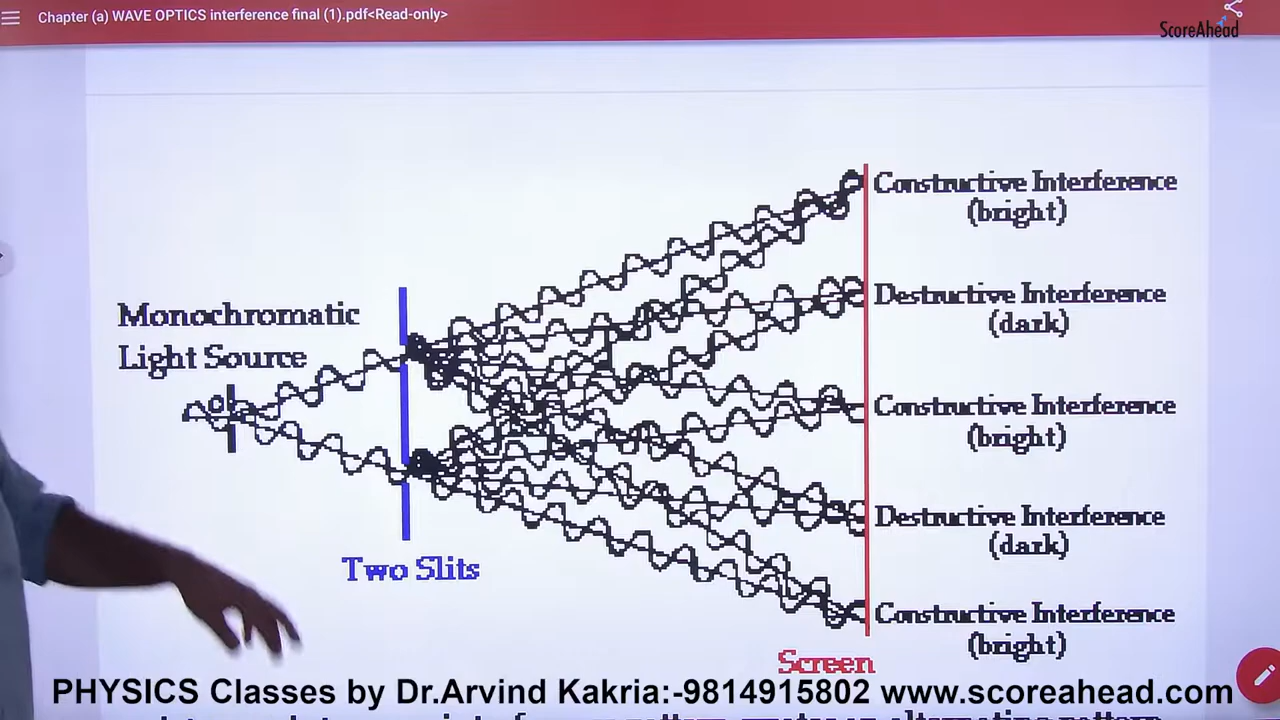 Chapter (a) WAVE OPTICS interference final (1).pdf<Read-only>
ScoreAhead
Constructive Interference
(bright)
Destructive Interference
(dark)
Monochromatic
Light Source
Constructive Interference
(bright)
Destructive Interference
(dark)
Two Slits
Constructive Interference
(bright)
Screen
PHYSICS Classes by Dr.Arvind Kakria:-9814915802 www.scoreahead.com